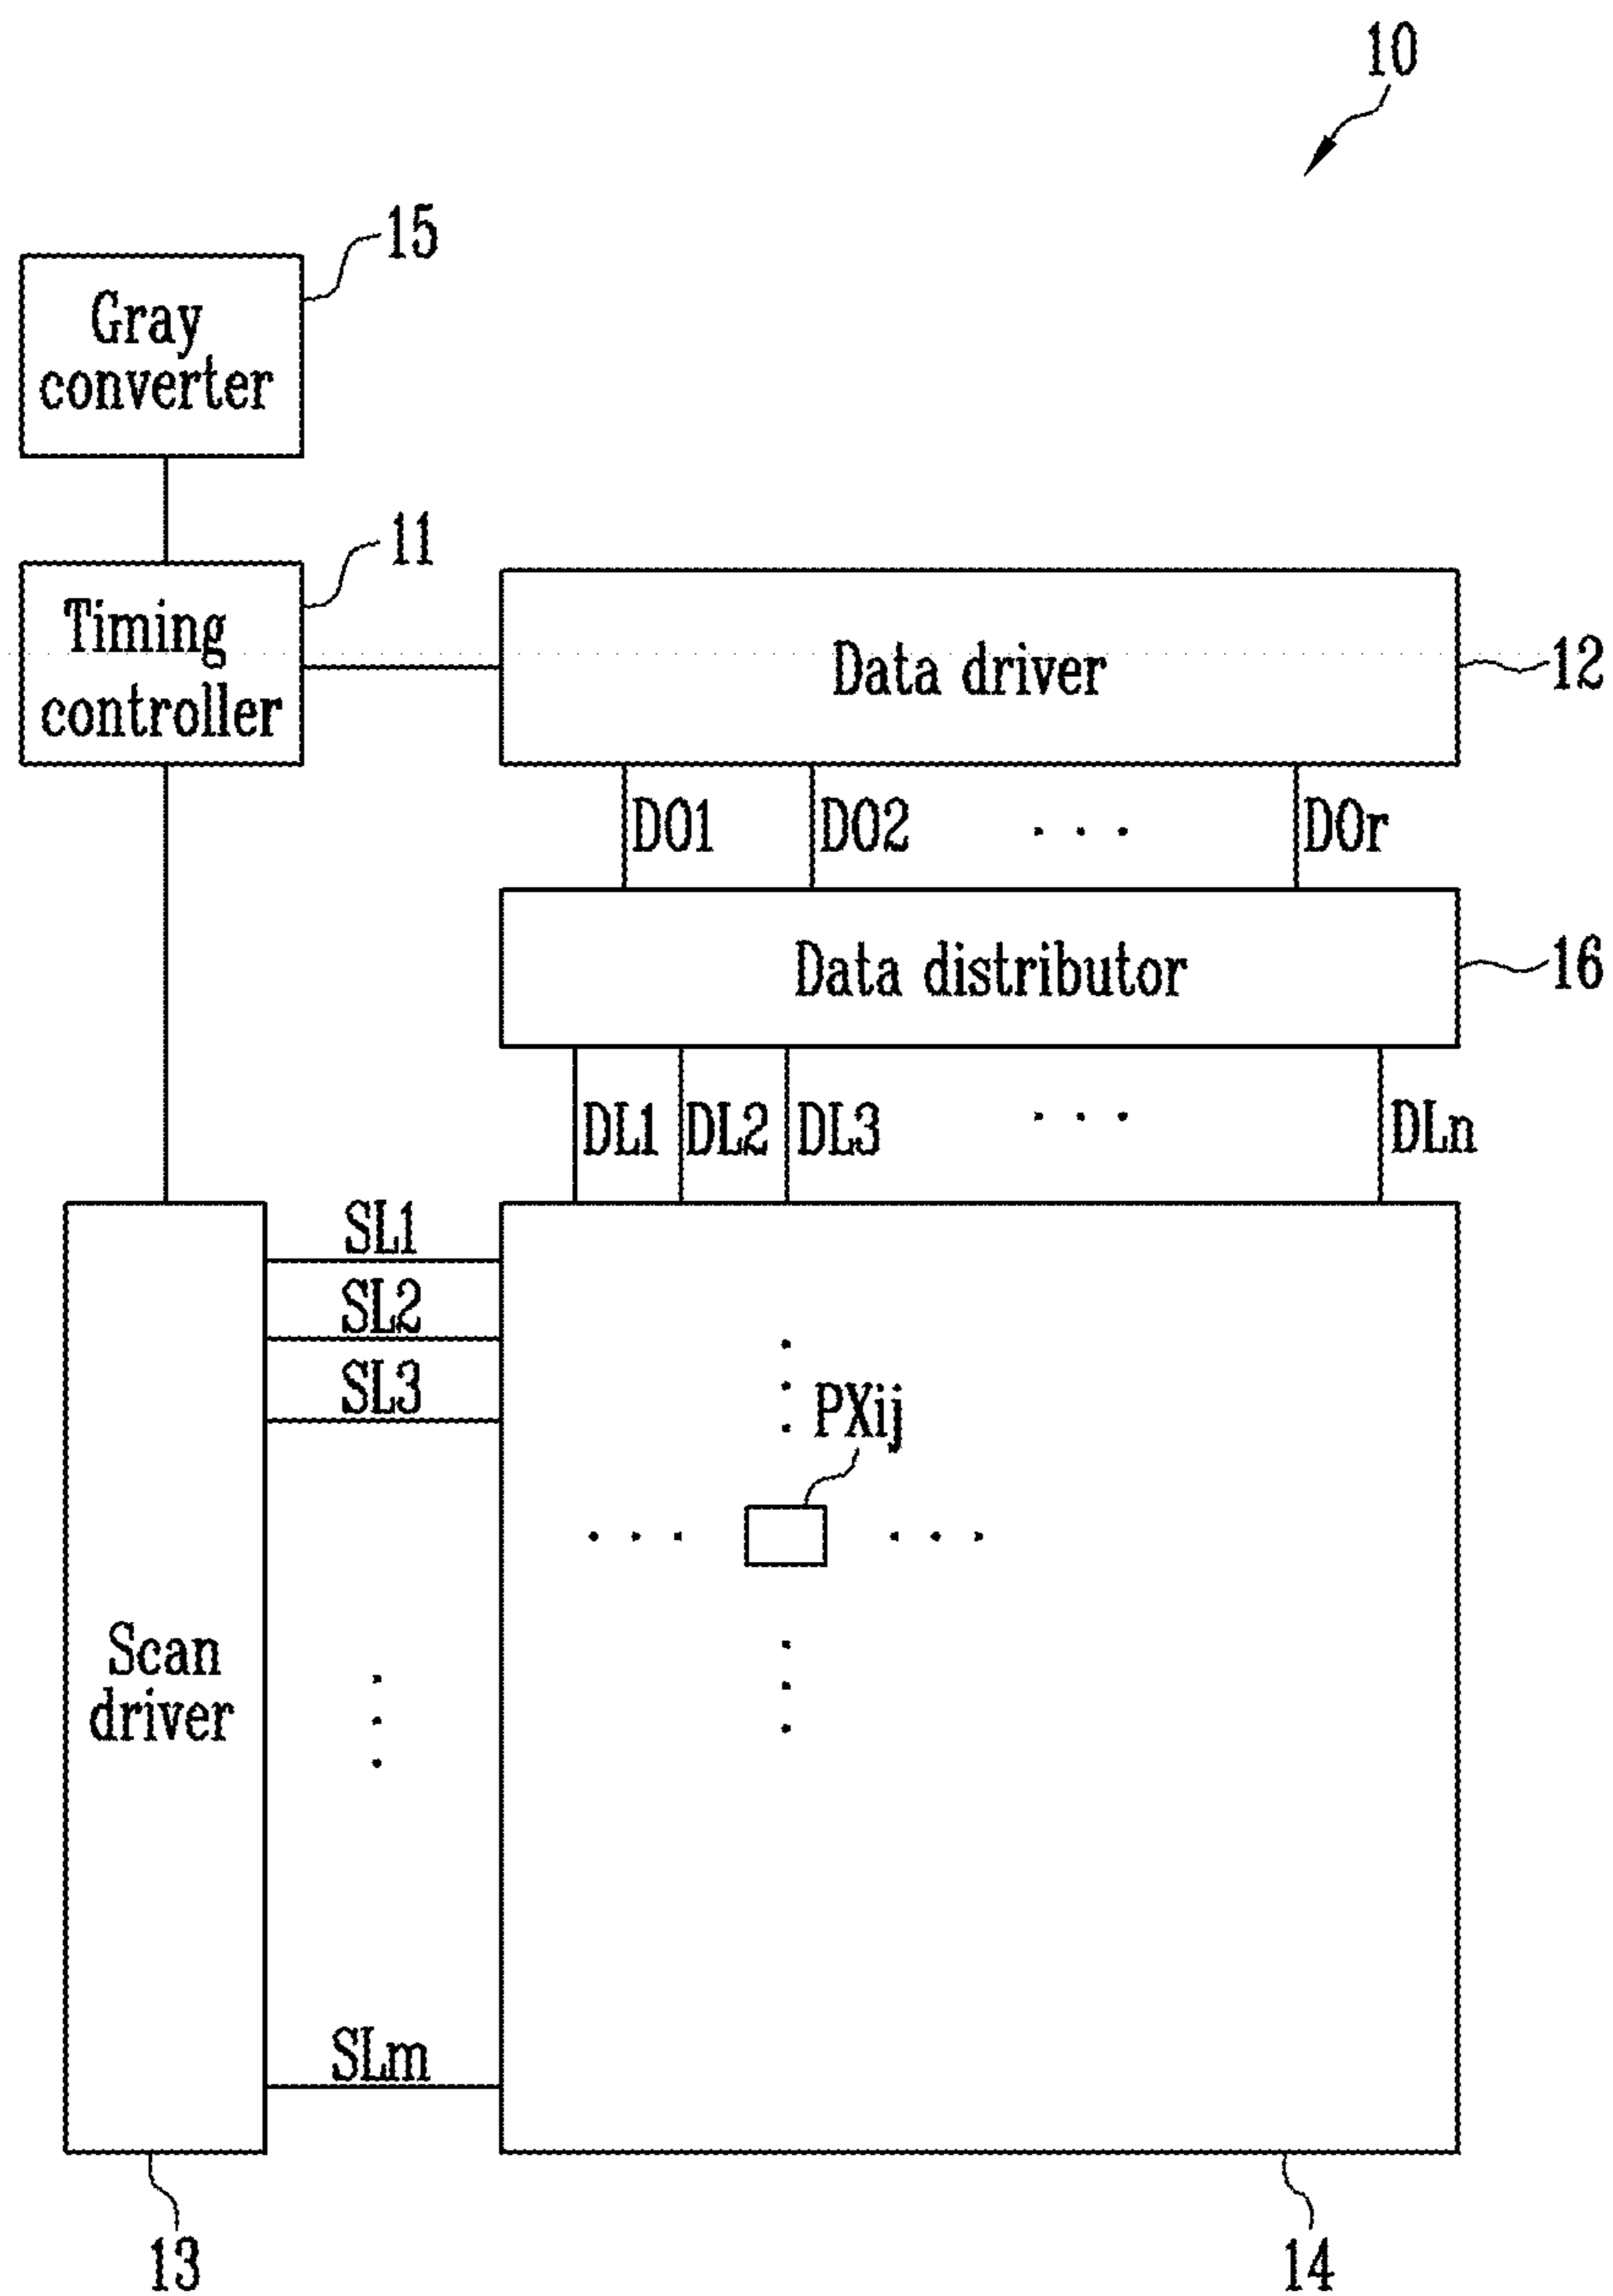 10
15
Gray
converter
11
Timing
controller
Data driver
12
DO1 DO2 . . . DOr
Data distributor
16
DL1 DL2 DL3 . . . DLn
SL1
SL2
SL3
PXij
Scan
driver
SLm
13
14